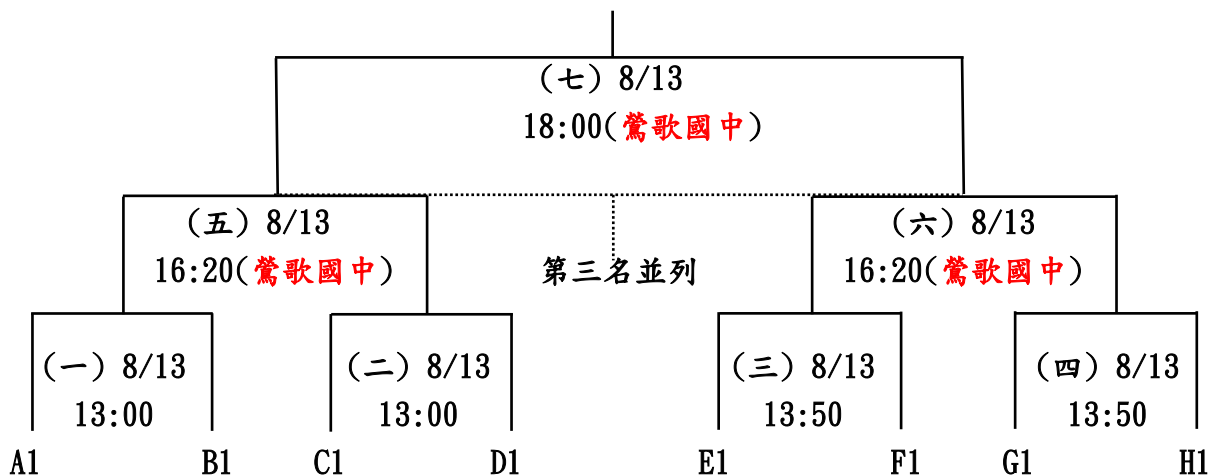 (七) 8/13
18:00(鶯歌國中)
(五) 8/13
16:20(鶯歌國中)
第三名並列
(六) 8/13
16:20(鶯歌國中)
(一) 8/13
13:00
(二) 8/13
13:00
(三) 8/13
13:50
(四) 8/13
13:50
A1 B1 C1 D1 E1 F1 G1 H1